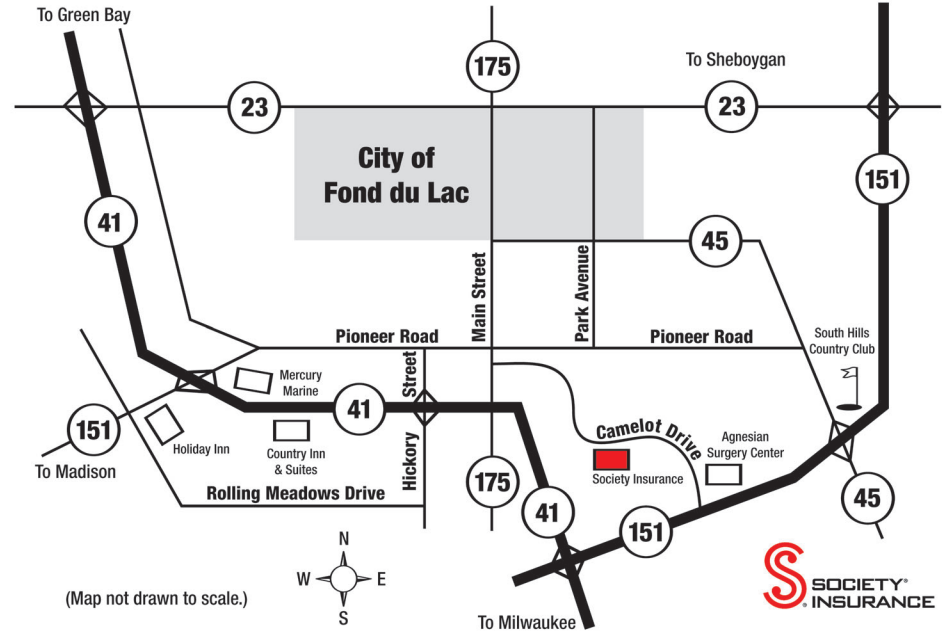 To Green Bay
175
To Sheboygan
23
23
City of
Fond du Lac
151
41
45
Main Street
Park Avenue
Pioneer Road
Pioneer Road
South Hills
Country Club
Hickory Street
Mercury
Marine
41
151
Holiday Inn
Country Inn
& Suites
Camelot Drive
Agnesian
Surgery Center
Society Insurance
To Madison
Rolling Meadows Drive
175
41
151
45
N
W
E
S
(Map not drawn to scale.)
To Milwaukee
S
SOCIETY®
INSURANCE